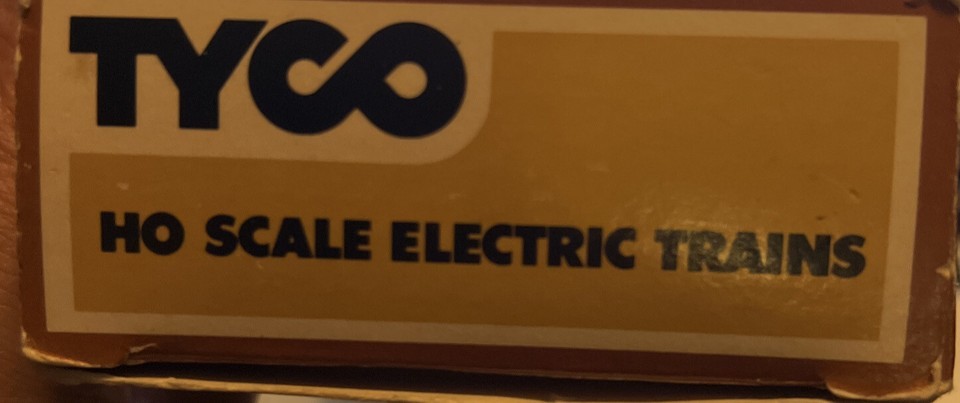 TYCO
HO SCALE ELECTRIC TRAINS